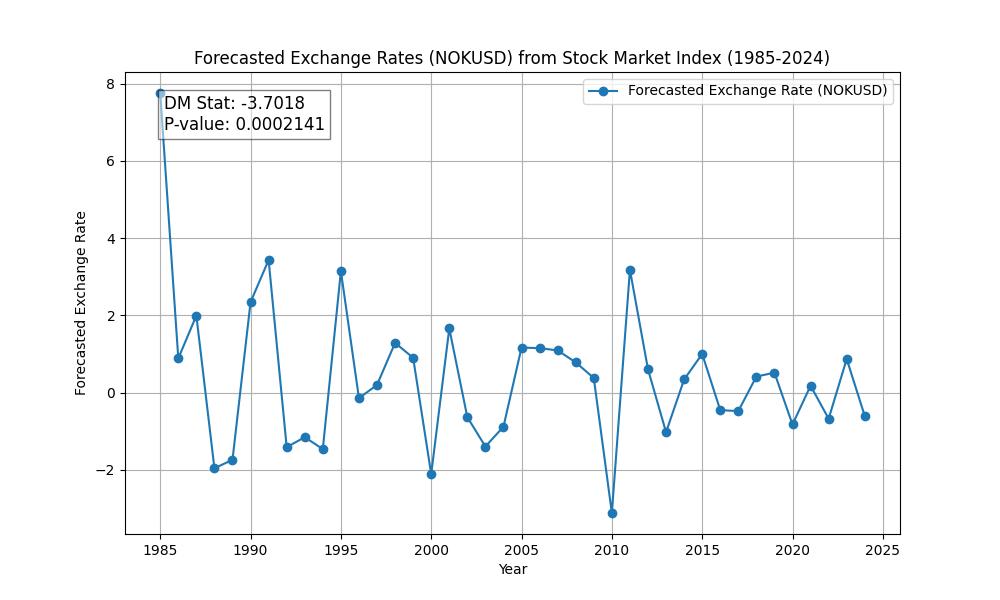 Forecasted Exchange Rates (NOKUSD) from Stock Market Index (1985-2024)
DM Stat: -3.7018
P-value: 0.0002141
Forecasted Exchange Rate (NOKUSD)
Forecasted Exchange Rate
8
6
4
2
0
−2
1985 1990 1995 2000 2005 2010 2015 2020 2025
Year